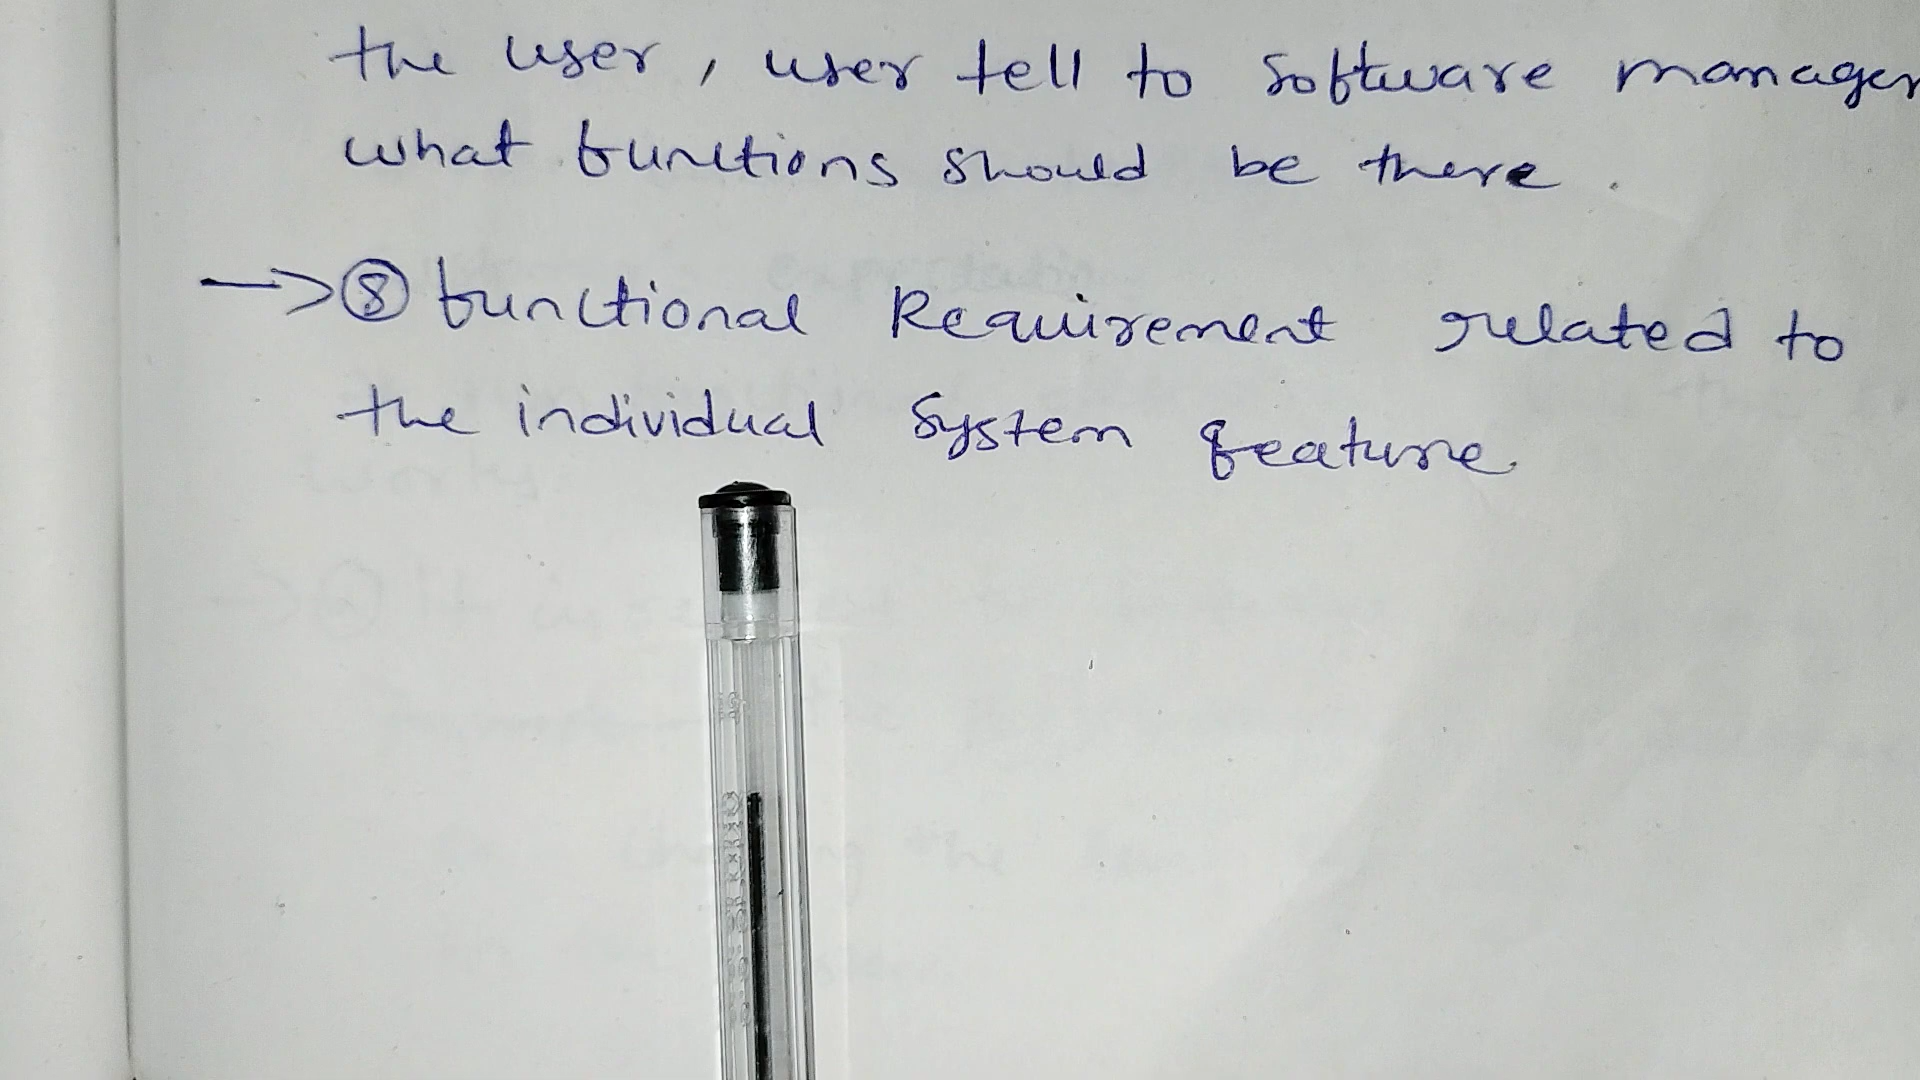 the user, user tell to software manager
what functions should be there.
→ ⑧ functional Requirement related to
the individual System feature.